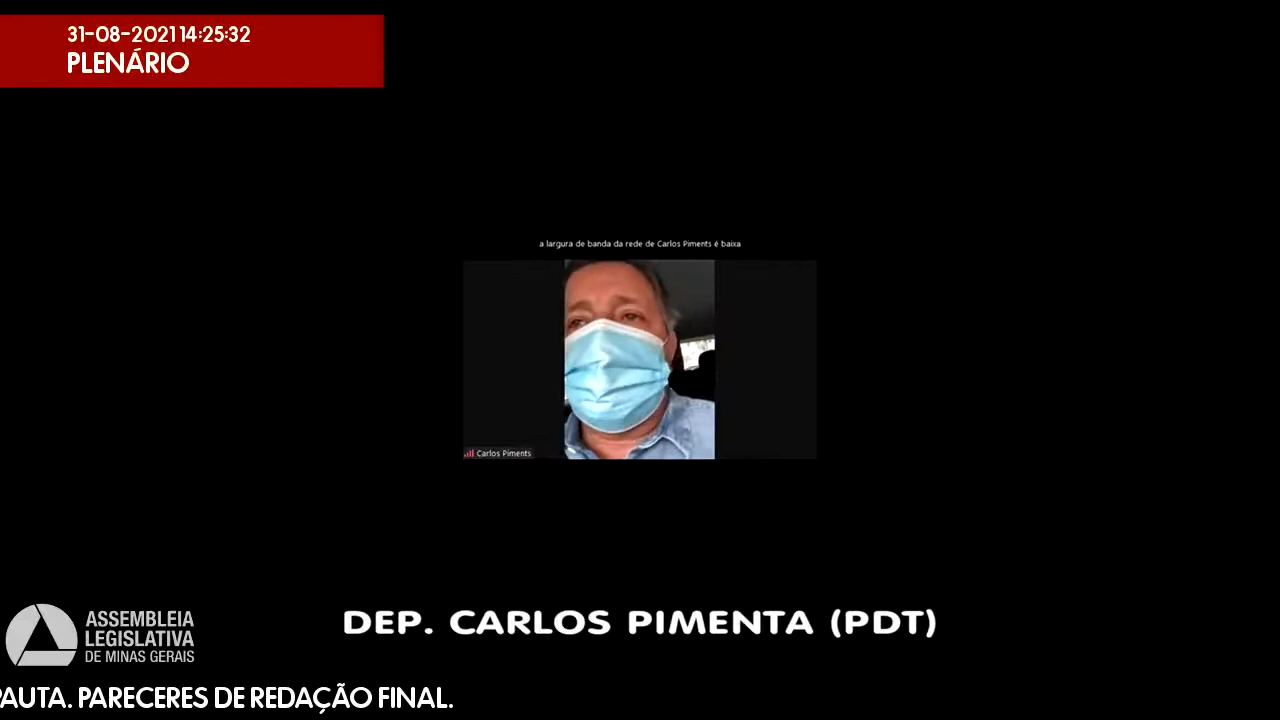 31-08-2021 14:25:32
PLENÁRIO
a largura de banda da rede de Carlos Piments é baixa
Carlos Piments
DEP. CARLOS PIMENTA (PDT)
ASSEMBLEIA
LEGISLATIVA
DE MINAS GERAIS
PAUTA. PARECERES DE REDAÇÃO FINAL.